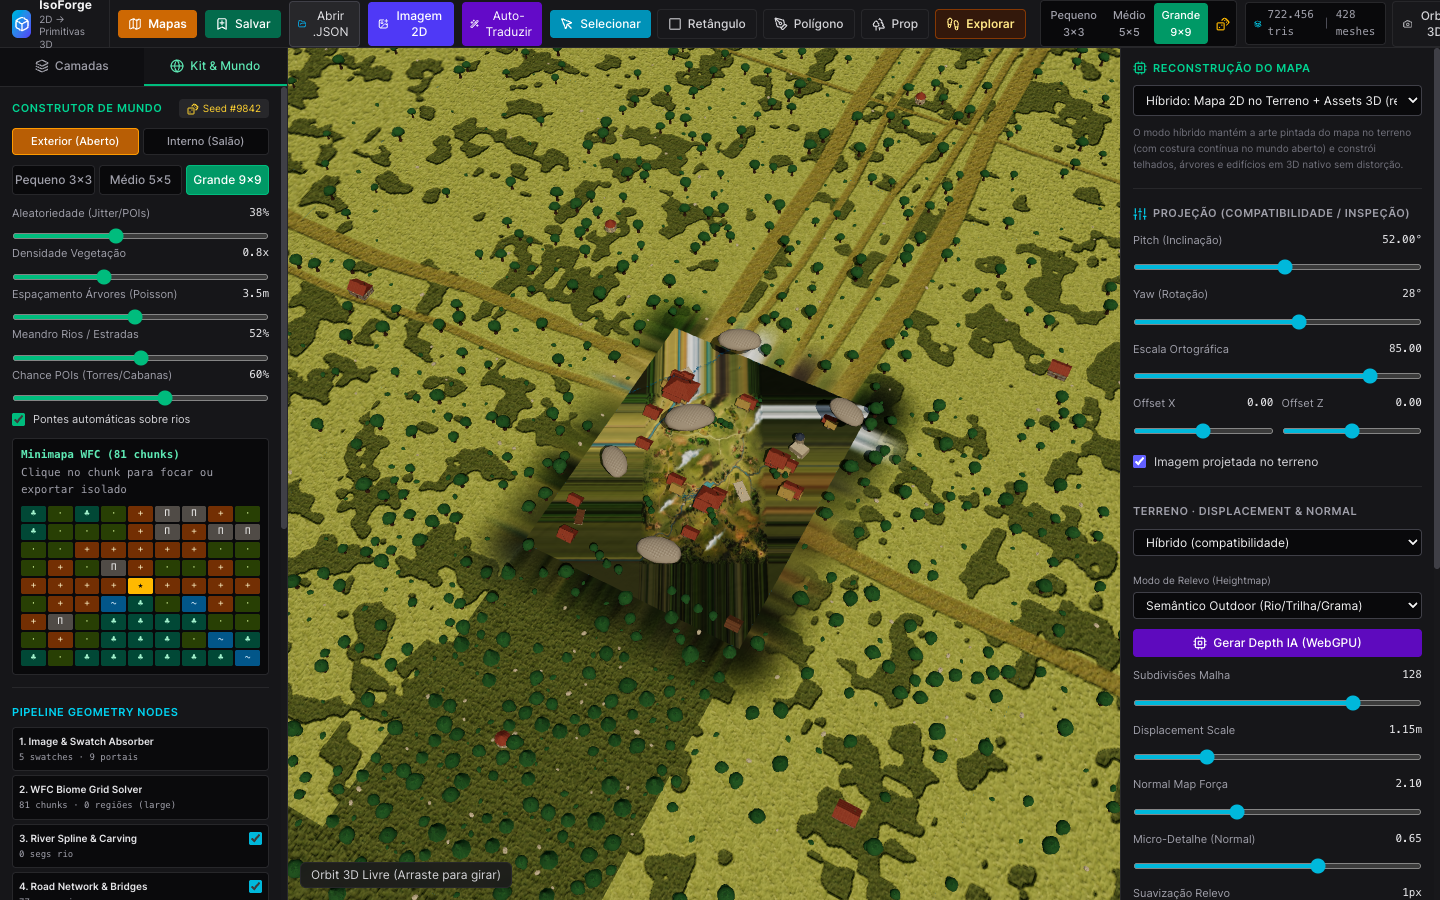 IsoForge
2D →
Primitivas
3D
Mapas
Salvar
Abrir
.JSON
Imagem
2D
Auto-
Traduzir
Selecionar
Retângulo
Polígono
Prop
Explorar
Pequeno
3×3
Médio
5×5
Grande
9×9
722.456
tris
428
meshes
Camadas
Kit & Mundo
CONSTRUTOR DE MUNDO
Seed #9842
Exterior (Aberto)
Interno (Salão)
Pequeno 3×3
Médio 5×5
Grande 9×9
Aleatoriedade (Jitter/POIs)
38%
Densidade Vegetação
0.8x
Espaçamento Árvores (Poisson)
3.5m
Meandro Rios / Estradas
52%
Chance POIs (Torres/Cabanas)
60%
Pontes automáticas sobre rios
Minimapa WFC (81 chunks)
Clique no chunk para focar ou
exportar isolado
PIPELINE GEOMETRY NODES
1. Image & Swatch Absorber
5 swatches · 9 portais
2. WFC Biome Grid Solver
81 chunks · 0 regiões (large)
3. River Spline & Carving
0 segs rio
4. Road Network & Bridges
Orbit 3D Livre (Arraste para girar)
RECONSTRUÇÃO DO MAPA
Híbrido: Mapa 2D no Terreno + Assets 3D (re
O modo híbrido mantém a arte pintada do mapa no terreno
(com costura contínua no mundo aberto) e constrói
telhados, árvores e edifícios em 3D nativo sem distorção.
PROJEÇÃO (COMPATIBILIDADE / INSPEÇÃO)
Pitch (Inclinação)
52.00°
Yaw (Rotação)
28°
Escala Ortográfica
85.00
Offset X
0.00
Offset Z
0.00
Imagem projetada no terreno
TERRENO · DISPLACEMENT & NORMAL
Híbrido (compatibilidade)
Modo de Relevo (Heightmap)
Semântico Outdoor (Rio/Trilha/Grama)
Gerar Depth IA (WebGPU)
Subdivisões Malha
128
Displacement Scale
1.15m
Normal Map Força
2.10
Micro-Detalhe (Normal)
0.65
Suavização Relevo
1px